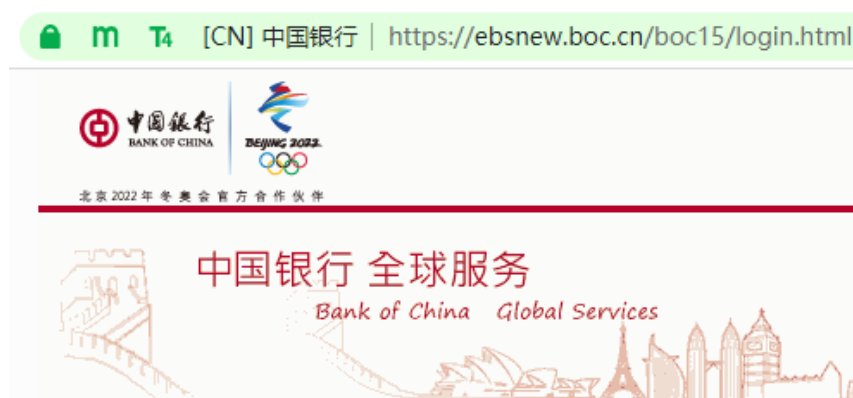 m T4 [CN] 中国银行 | https://ebsnew.boc.cn/boc15/login.html
中国銀行
BANK OF CHINA
BEIJING 2022
北京2022年冬奥会官方合作伙伴
中国银行 全球服务
Bank of China Global Services